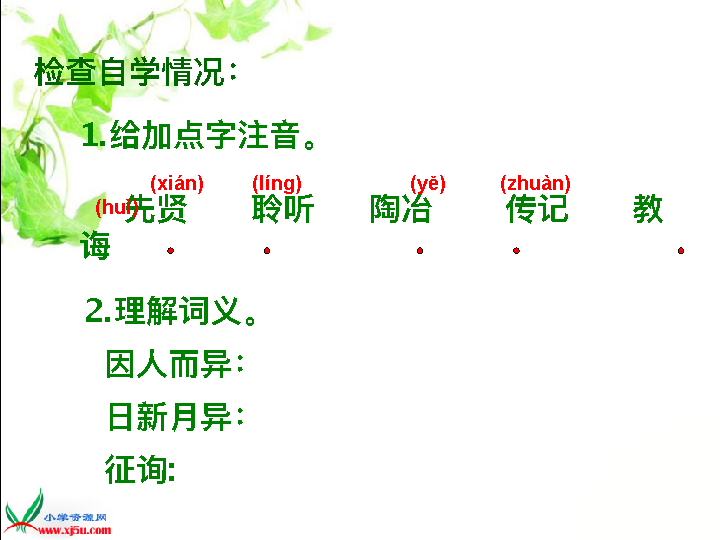 检查自学情况：
1.给加点字注音。
(xián) (líng) (yě) (zhuàn)
(huì)
先贤 聆听 陶冶 传记 教
诲
2.理解词义。
因人而异：
日新月异：
征询:
小学资源网
www.xj5u.com